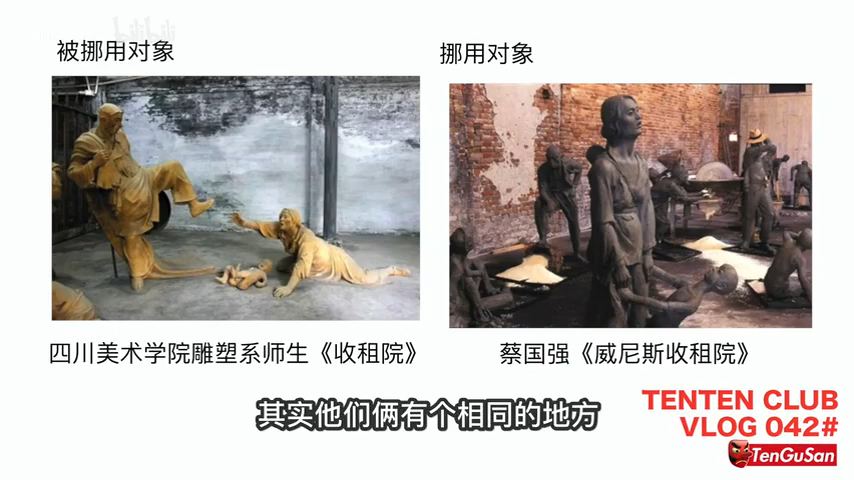 bilibili
被挪用对象
挪用对象
四川美术学院雕塑系师生《收租院》
蔡国强《威尼斯收租院》
其实他们俩有个相同的地方
TENTEN CLUB
VLOG 042#
TenGuSan